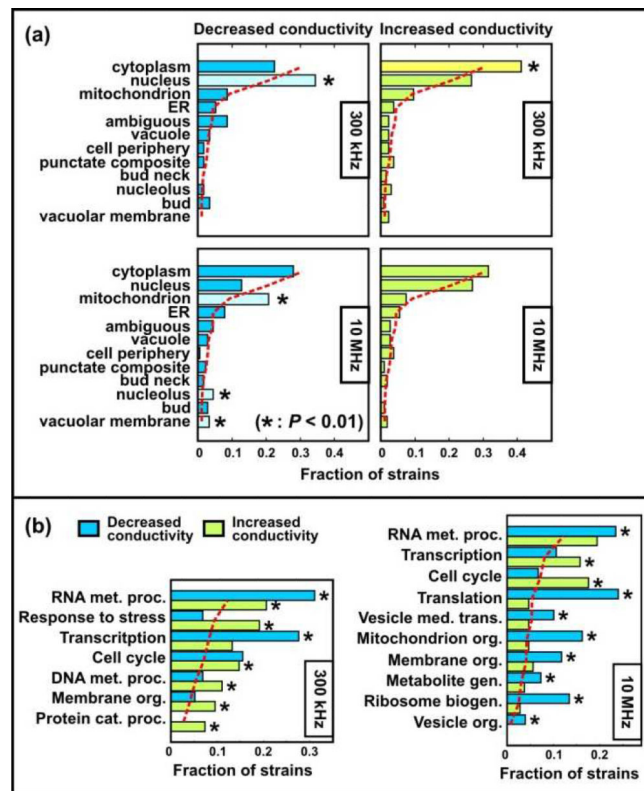 (a)
Decreased conductivity
Increased conductivity
cytoplasm
nucleus
*
*
mitochondrion
ER
ambiguous
vacuole
cell periphery
punctate composite
bud neck
nucleolus
bud
vacuolar membrane
300 kHz
300 kHz
cytoplasm
nucleus
mitochondrion
*
ER
ambiguous
vacuole
cell periphery
punctate composite
bud neck
nucleolus
*
bud
vacuolar membrane
*
(*: P < 0.01)
10 MHz
10 MHz
0 0.1 0.2 0.3 0.4
0 0.1 0.2 0.3 0.4
Fraction of strains
(b)
Decreased conductivity
Increased conductivity
RNA met. proc. *
*
Response to stress
*
Transcritption *
Cell cycle
*
DNA met. proc.
*
Membrane org.
*
Protein cat. proc.
*
300 kHz
0 0.1 0.2 0.3
Fraction of strains
RNA met. proc. *
Transcription
*
Cell cycle
*
Translation *
Vesicle med. trans. *
Mitochondrion org. *
Membrane org. *
Metabolite gen. *
Ribosome biogen. *
Vesicle org. *
10 MHz
0 0.1 0.2
Fraction of strains